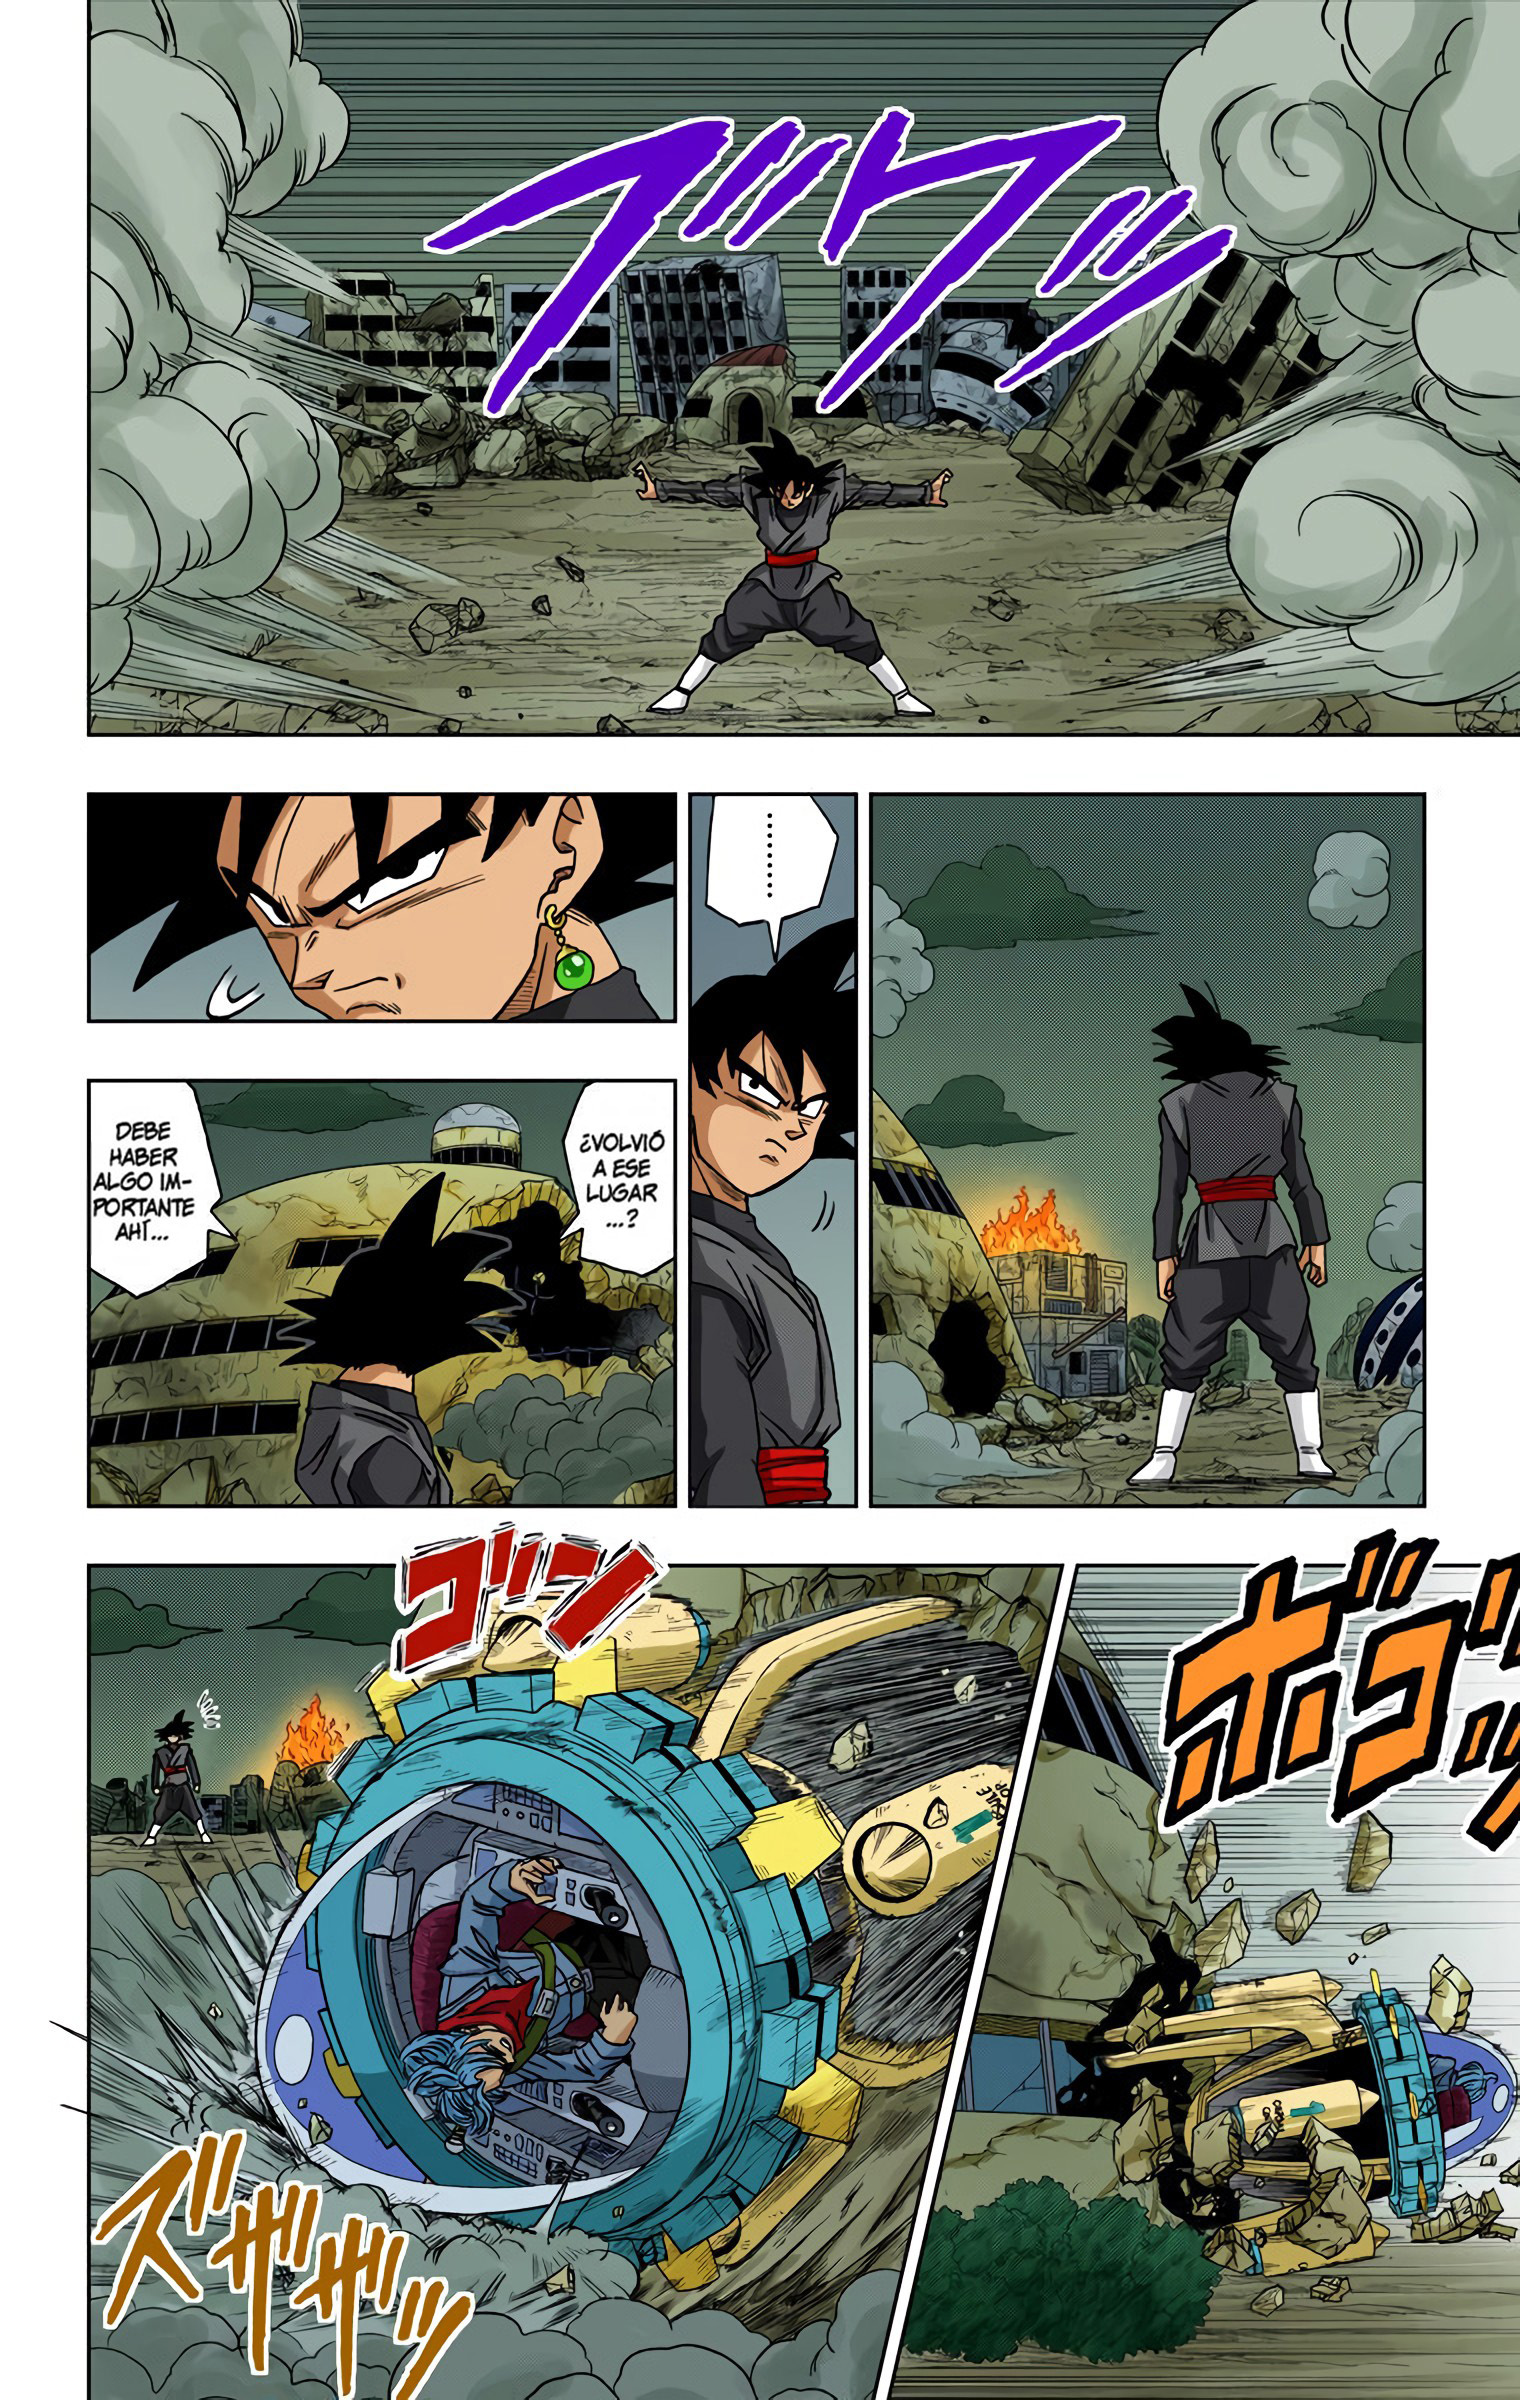 ブワッ
.........
¿VOLVIÓ
A ESE
LUGAR
...?
DEBE
HABER
ALGO IM-
PORTANTE
AHÍ...
ボゴッ
ゴン
ズザザッ